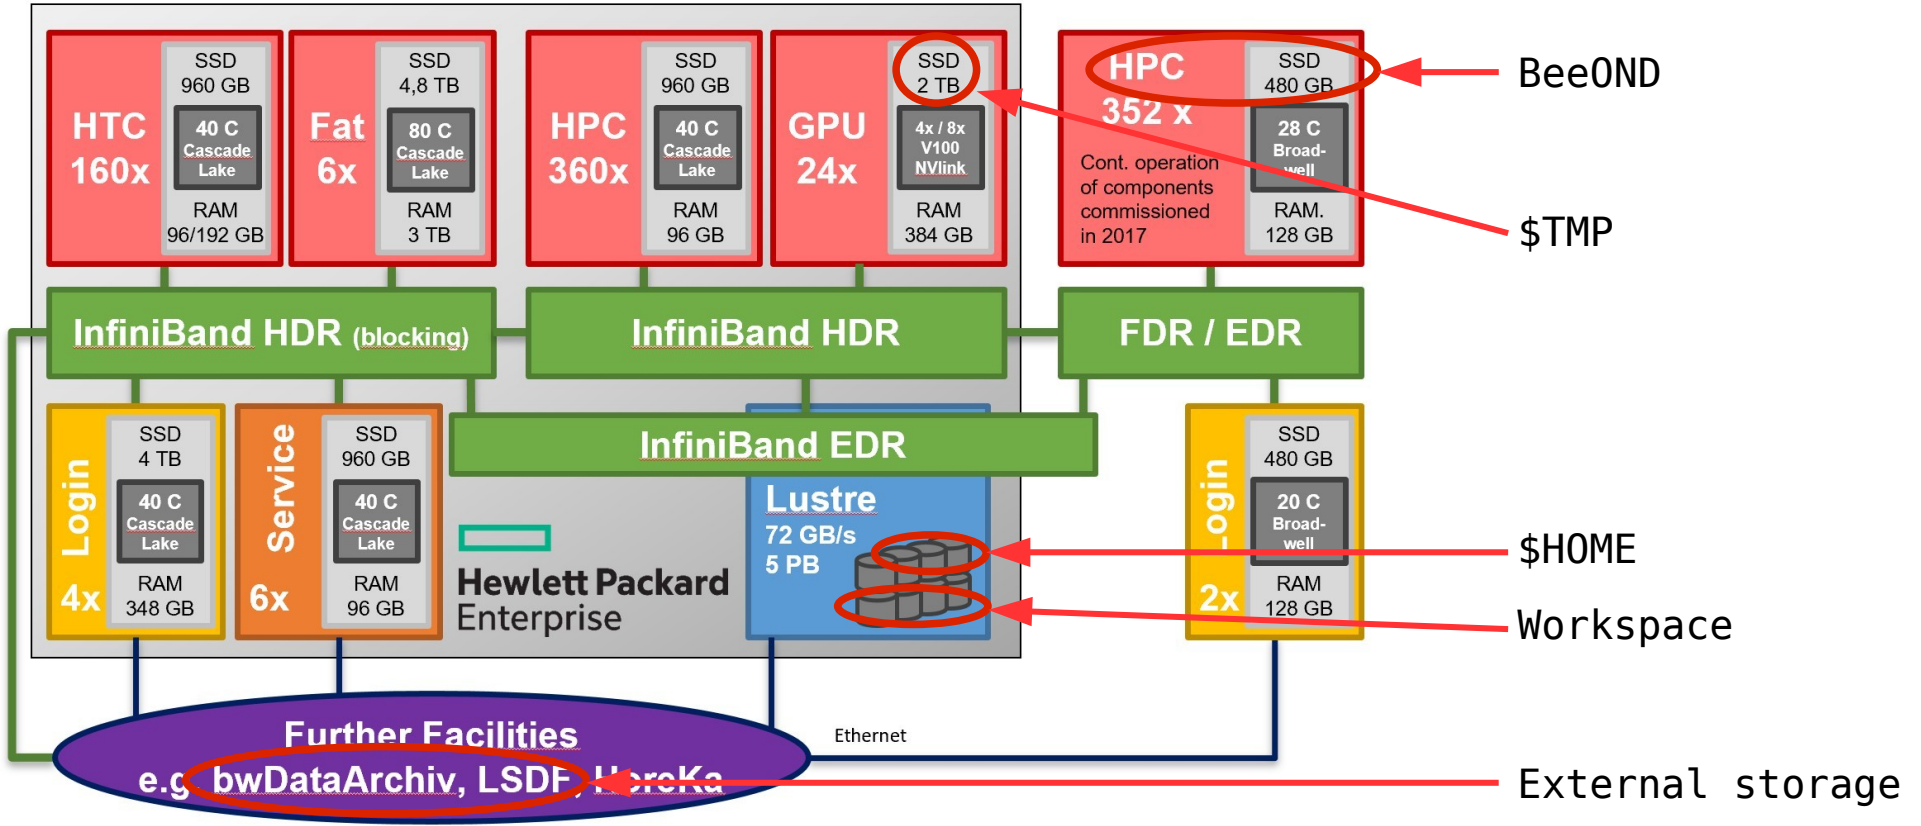 HTC
160x
SSD
960 GB
40 C
Cascade
Lake
RAM
96/192 GB
Fat
6x
SSD
4,8 TB
80 C
Cascade
Lake
RAM
3 TB
HPC
360x
SSD
960 GB
40 C
Cascade
Lake
RAM
96 GB
GPU
24x
SSD
2 TB
4x / 8x
V100
NVlink
RAM
384 GB
HPC
352 x
Cont. operation
of components
commissioned
in 2017
SSD
480 GB
28 C
Broad-
well
RAM.
128 GB
BeeOND
$TMP
InfiniBand HDR (blocking)
InfiniBand HDR
FDR / EDR
InfiniBand EDR
Login
4x
SSD
4 TB
40 C
Cascade
Lake
RAM
348 GB
Service
6x
SSD
960 GB
40 C
Cascade
Lake
RAM
96 GB
Hewlett Packard
Enterprise
Lustre
72 GB/s
5 PB
Login
2x
SSD
480 GB
20 C
Broad-
well
RAM
128 GB
$HOME
Workspace
Further Facilities
e.g. bwDataArchiv, LSDF, HoreKa
Ethernet
External storage